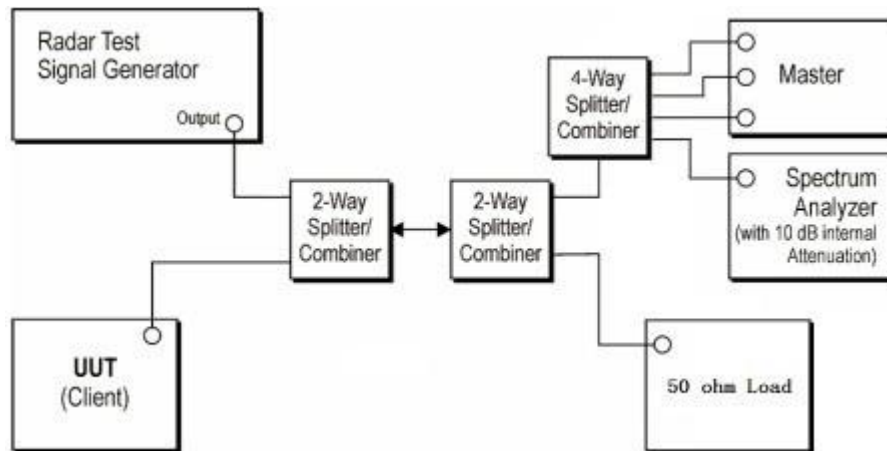 Radar Test
Signal Generator
Output
4-Way
Splitter/
Combiner
Master
2-Way
Splitter/
Combiner
2-Way
Splitter/
Combiner
Spectrum
Analyzer
(with 10 dB internal
Attenuation)
UUT
(Client)
50 ohm Load